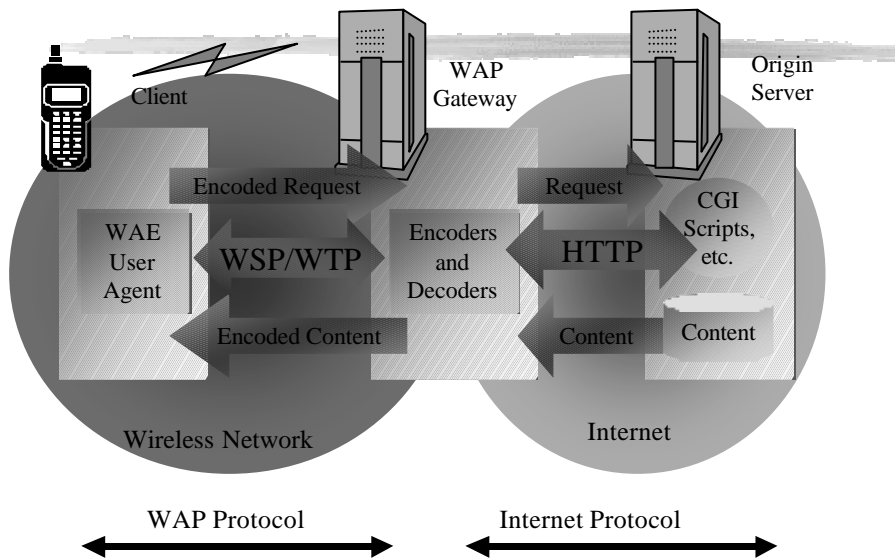 WAP
Gateway
Origin
Server
Client
Encoded Request
Request
WAE
User
Agent
WSP/WTP
Encoders
and
Decoders
HTTP
CGI
Scripts,
etc.
Encoded Content
Content
Content
Wireless Network
Internet
WAP Protocol
Internet Protocol